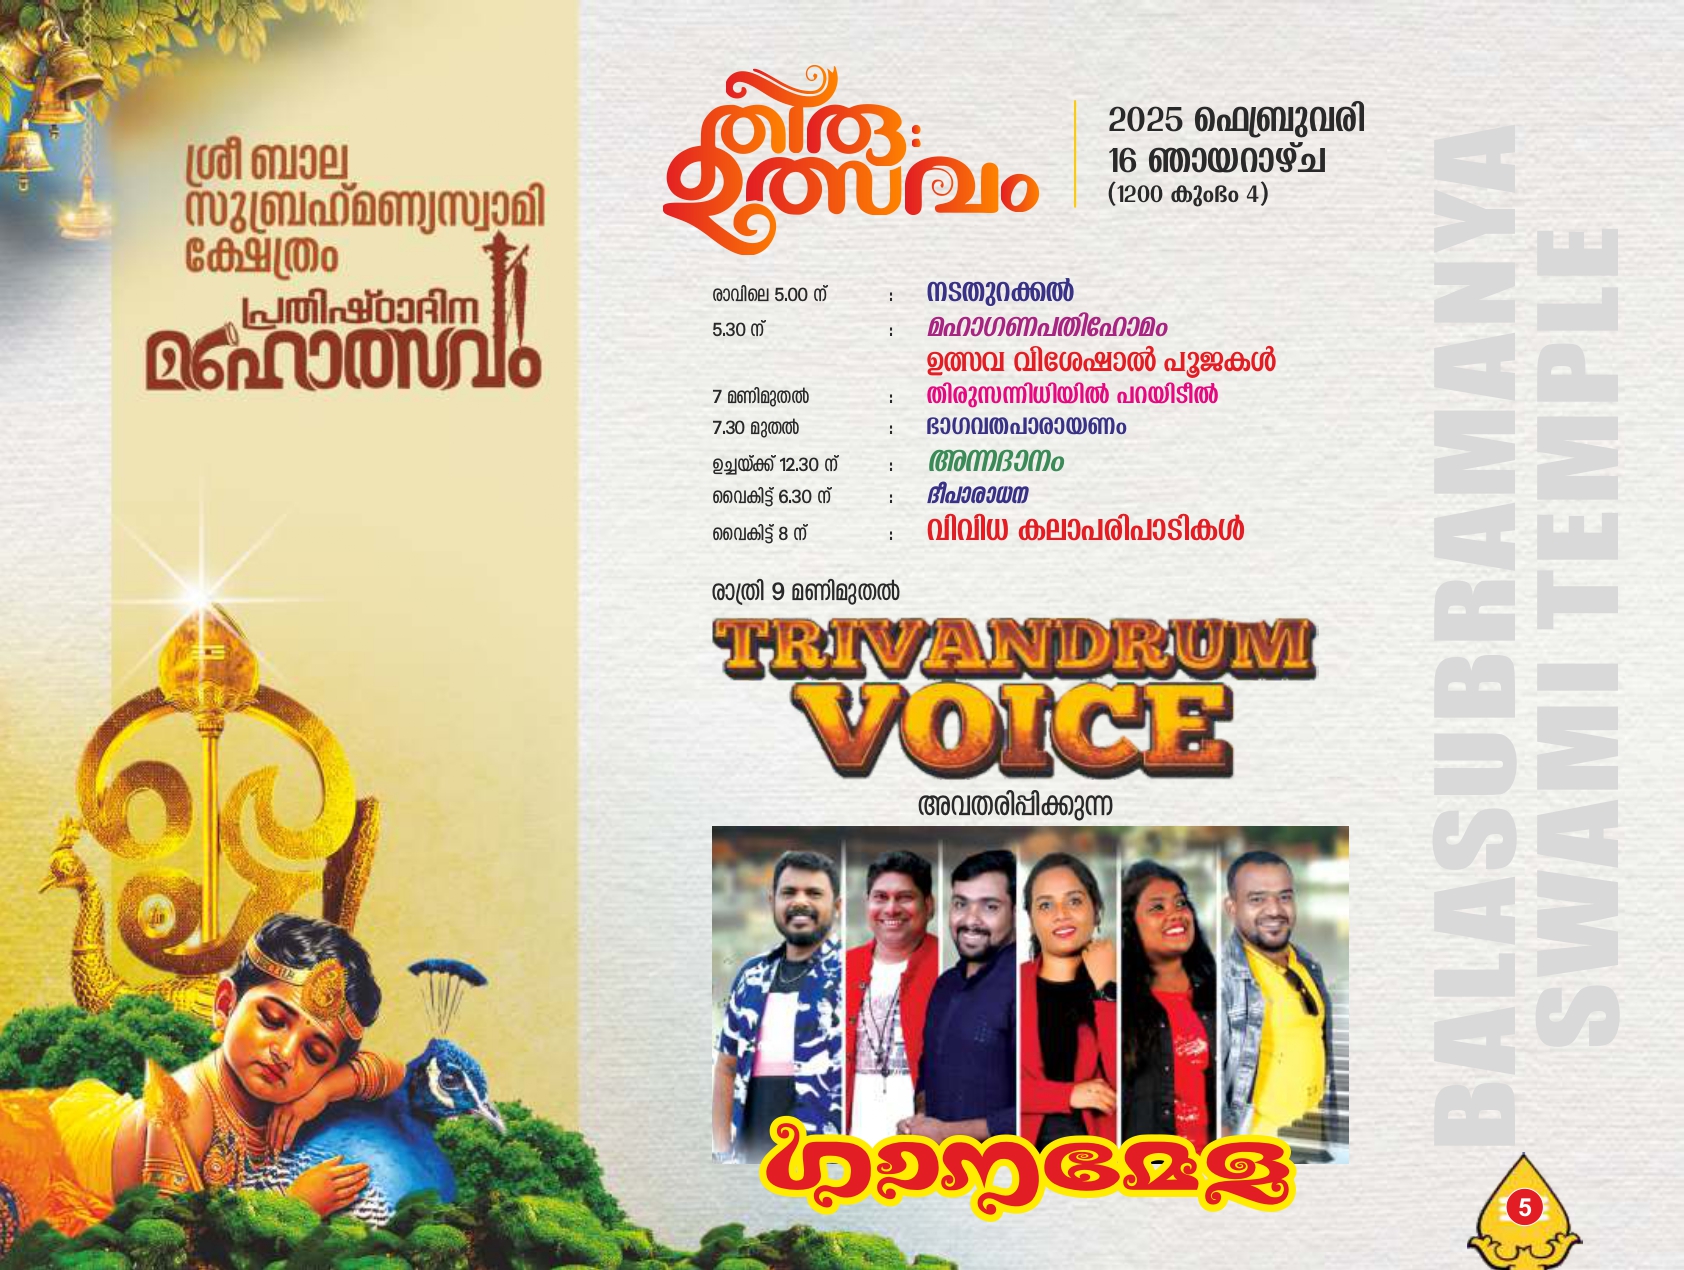 ശ്രീ ബാല
സുബ്രഹ്‌മണ്യസ്വാമി
ക്ഷേത്രം
പ്രതിഷ്ഠാദിന
മഹോത്സവം
തിരു:
ഉത്സവം
2025 ഫെബ്രുവരി
16 ഞായറാഴ്ച
(1200 കുംഭം 4)
രാവിലെ 5.00 ന് : നടതുറക്കൽ
5.30 ന് : മഹാഗണപതിഹോമം
ഉത്സവ വിശേഷാൽ പൂജകൾ
7 മണിമുതൽ : തിരുസന്നിധിയിൽ പറയിടീൽ
7.30 മുതൽ : ഭാഗവതപാരായണം
ഉച്ചയ്ക്ക് 12.30 ന് : അന്നദാനം
വൈകിട്ട് 6.30 ന് : ദീപാരാധന
വൈകിട്ട് 8 ന് : വിവിധ കലാപരിപാടികൾ
രാത്രി 9 മണിമുതൽ
TRIVANDRUM
VOICE
അവതരിപ്പിക്കുന്ന
ഗാനമേള
BALASUBRAMANYA
SWAMI TEMPLE
5